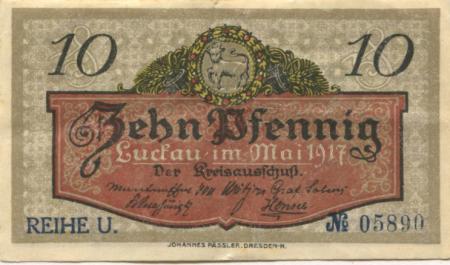 10 10
Zehn Pfennig
Luckau im Mai 1917
Der Kreisausschuß.
REIHE U. № 05890
JOHANNES PÄSSLER, DRESDEN-N.